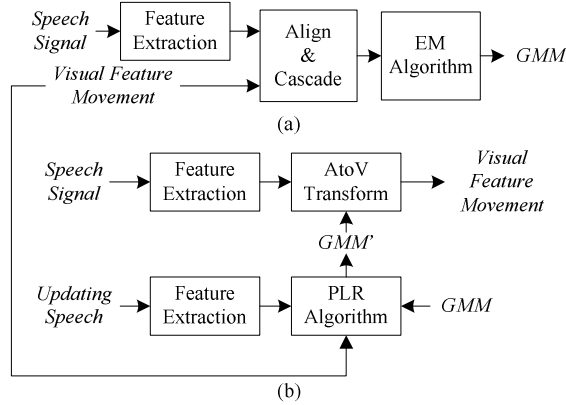 Speech
Signal
Feature
Extraction
Align
&
Cascade
EM
Algorithm
GMM
Visual Feature
Movement
(a)
Speech
Signal
Feature
Extraction
AtoV
Transform
Visual
Feature
Movement
GMM'
Updating
Speech
Feature
Extraction
PLR
Algorithm
GMM
(b)